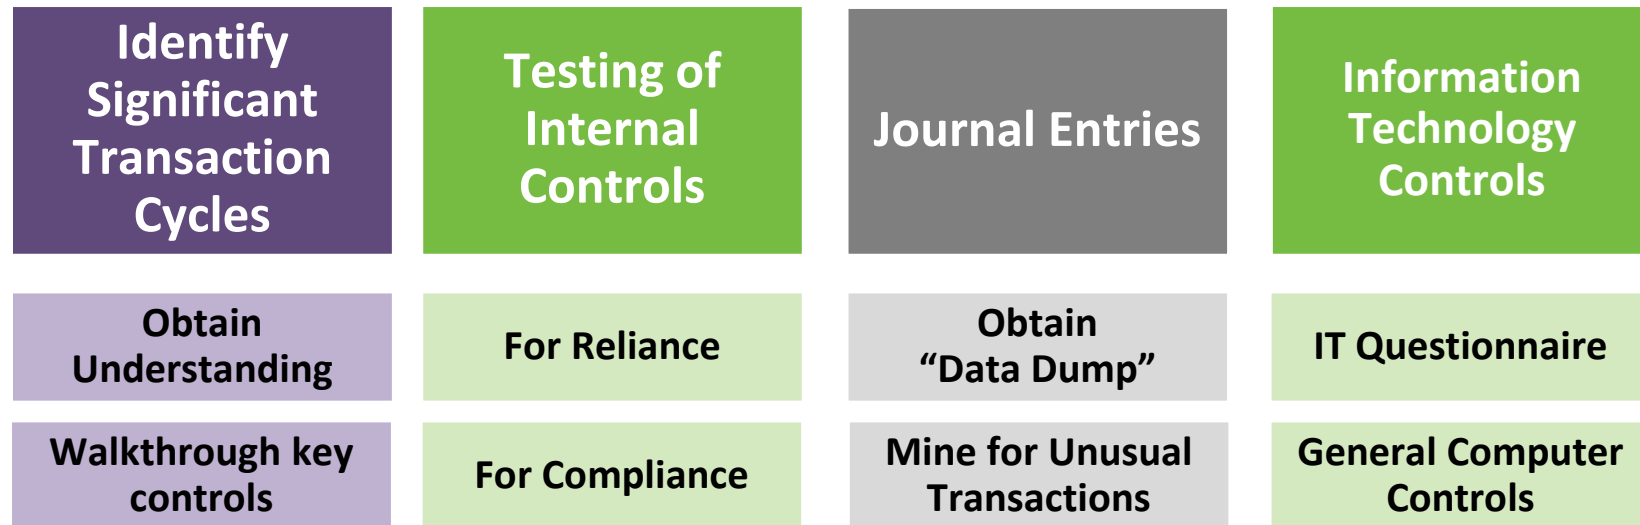 Identify
Significant
Transaction
Cycles
Testing of
Internal
Controls
Journal Entries
Information
Technology
Controls
Obtain
Understanding
For Reliance
Obtain
“Data Dump”
IT Questionnaire
Walkthrough key
controls
For Compliance
Mine for Unusual
Transactions
General Computer
Controls